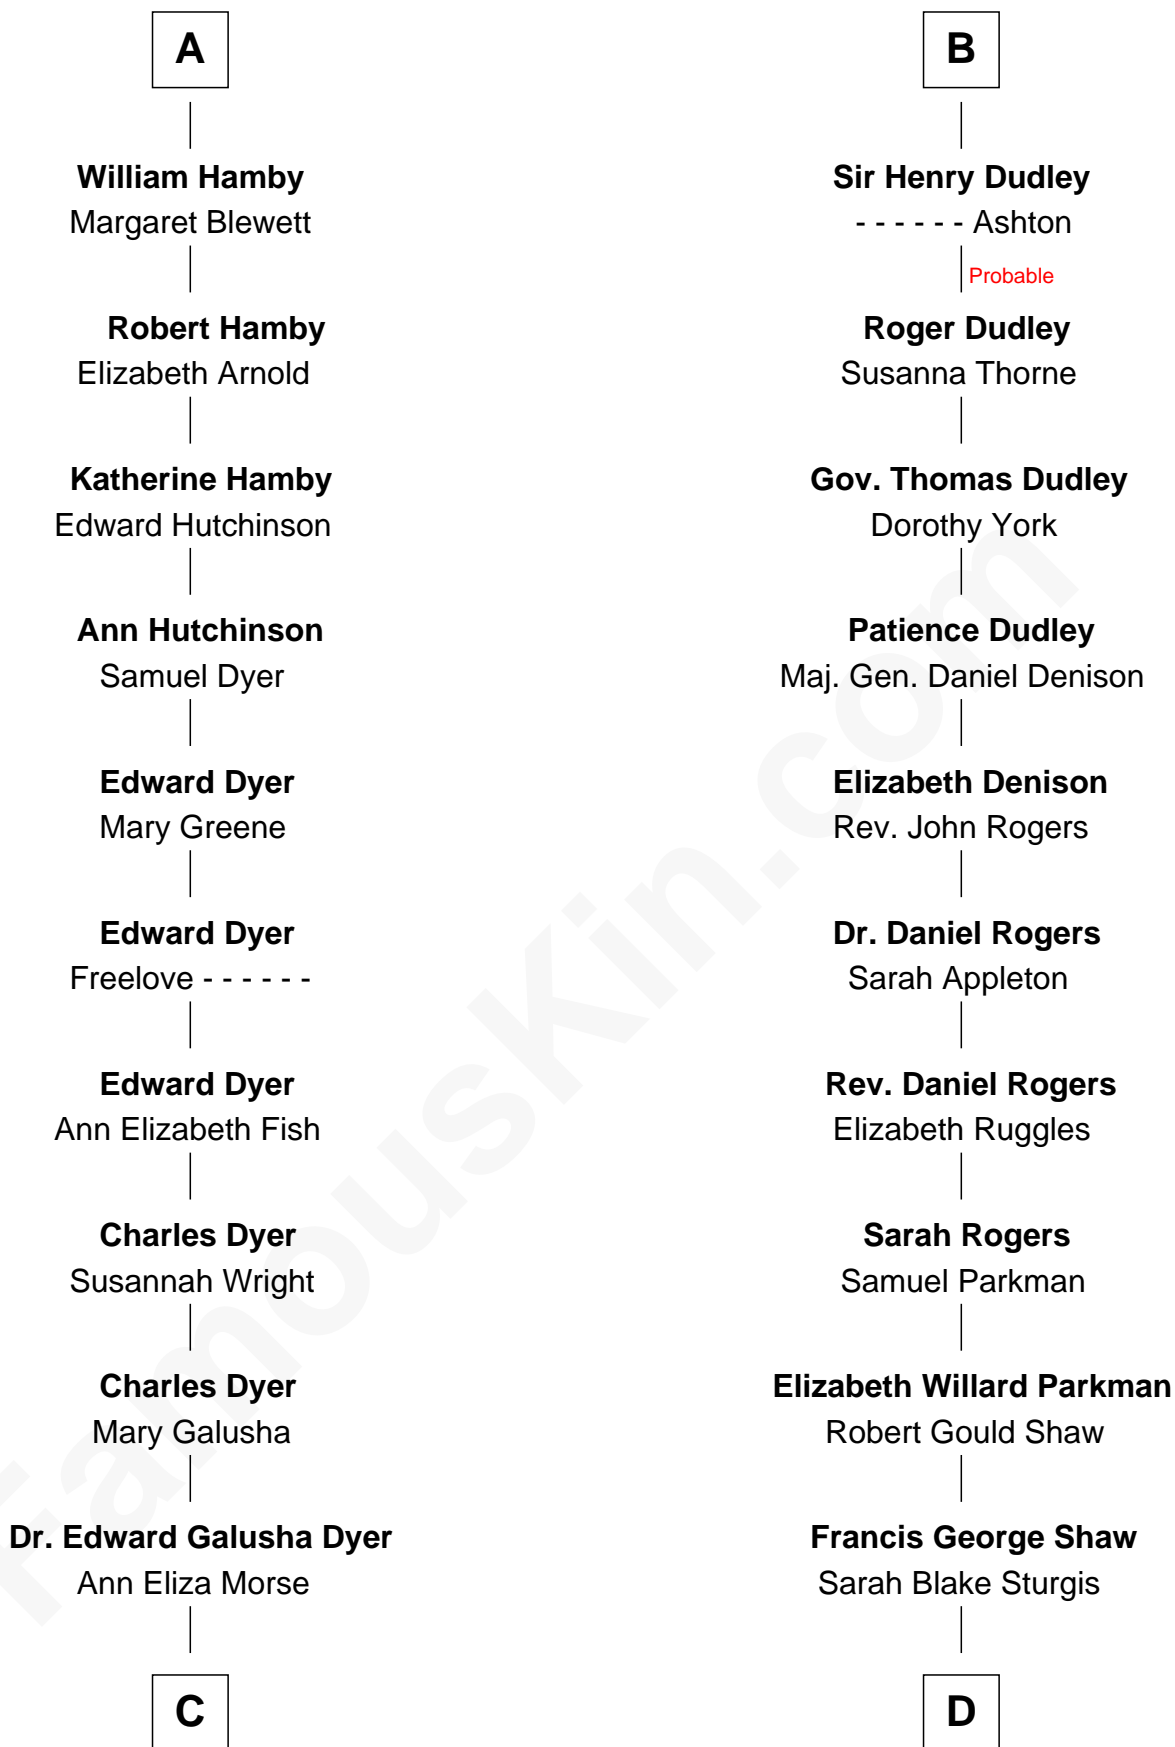 A
William Hamby
Margaret Blewett
Robert Hamby
Elizabeth Arnold
Katherine Hamby
Edward Hutchinson
Ann Hutchinson
Samuel Dyer
Edward Dyer
Mary Greene
Edward Dyer
Freelove - - - - - -
Edward Dyer
Ann Elizabeth Fish
Charles Dyer
Susannah Wright
Charles Dyer
Mary Galusha
Dr. Edward Galusha Dyer
Ann Eliza Morse
C
B
Sir Henry Dudley
- - - - - - Ashton
Probable
Roger Dudley
Susanna Thorne
Gov. Thomas Dudley
Dorothy York
Patience Dudley
Maj. Gen. Daniel Denison
Elizabeth Denison
Rev. John Rogers
Dr. Daniel Rogers
Sarah Appleton
Rev. Daniel Rogers
Elizabeth Ruggles
Sarah Rogers
Samuel Parkman
Elizabeth Willard Parkman
Robert Gould Shaw
Francis George Shaw
Sarah Blake Sturgis
D
FamousKin.com